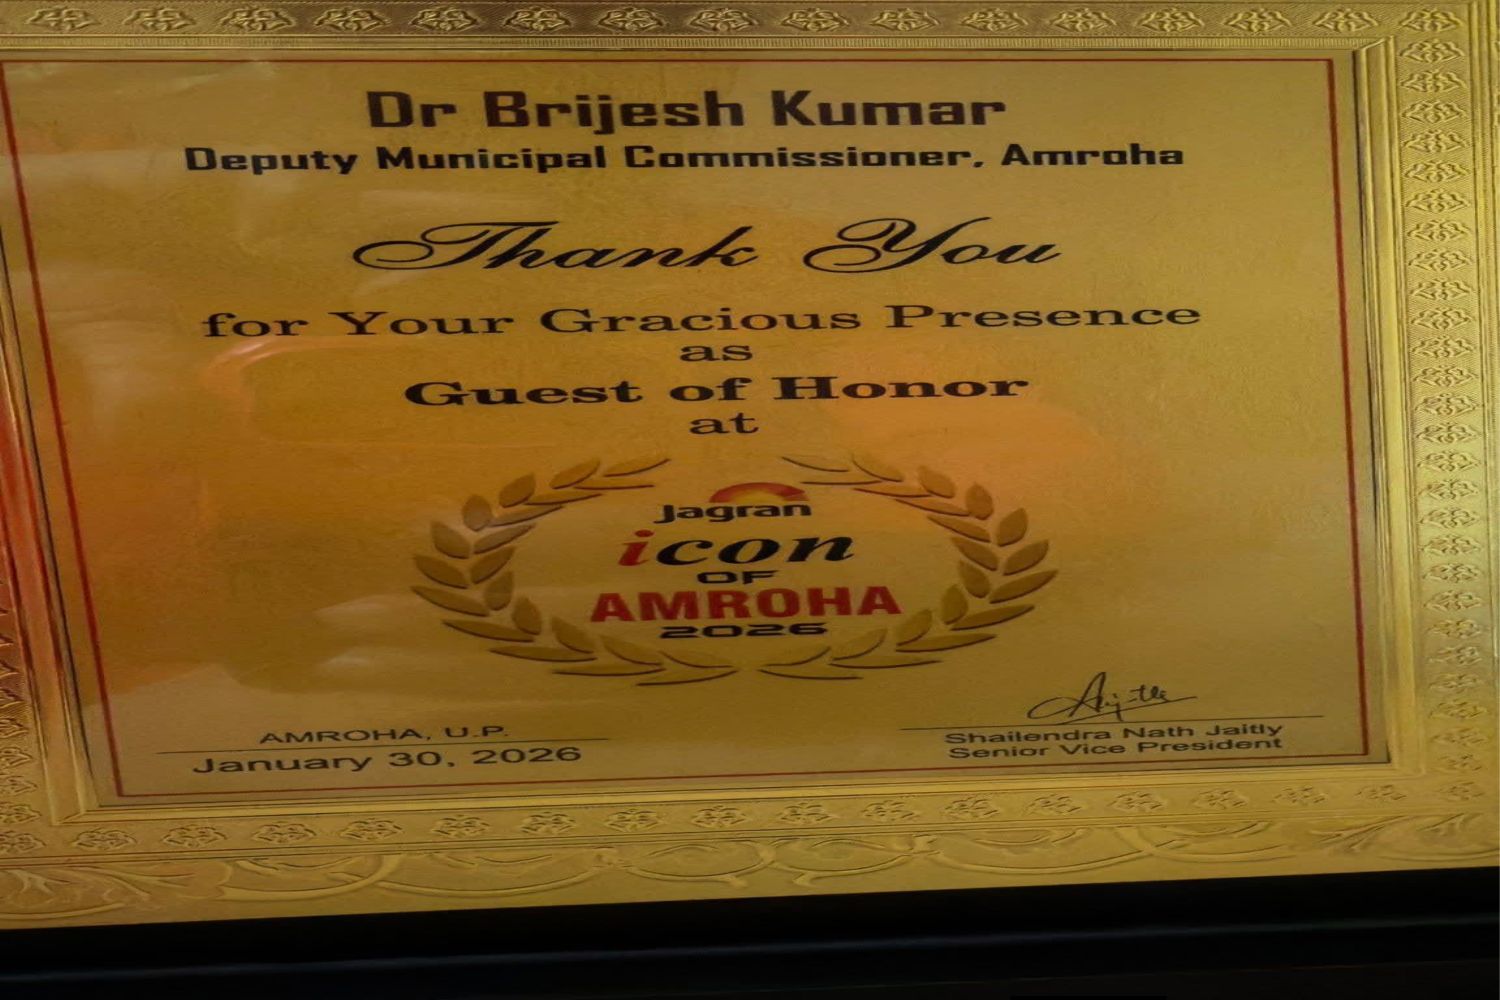 Dr Brijesh Kumar
Deputy Municipal Commissioner, Amroha
Thank You
for Your Gracious Presence
as
Guest of Honor
at
Jagran
icon
OF
AMROHA
2026
AMROHA, U.P.
January 30, 2026
Shailendra Nath Jaitly
Senior Vice President